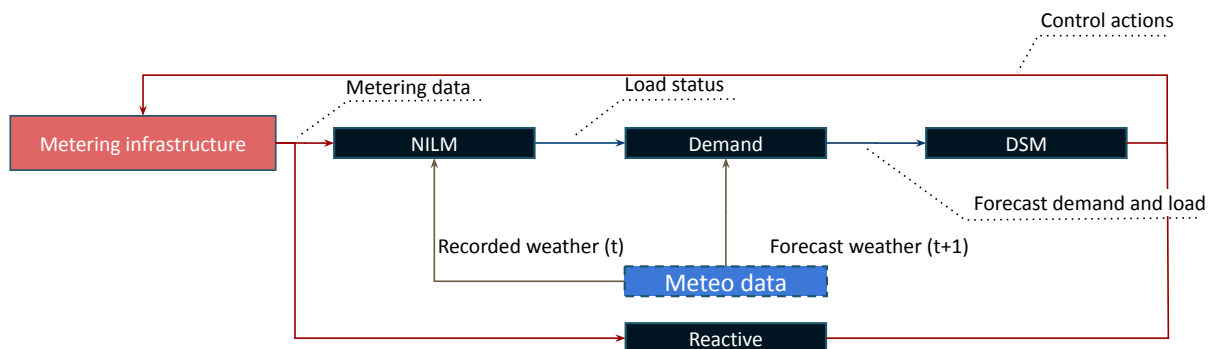 Control actions
Metering data
Load status
Metering infrastructure
NILM
Demand
DSM
Forecast demand and load
Recorded weather (t)
Forecast weather (t+1)
Meteo data
Reactive